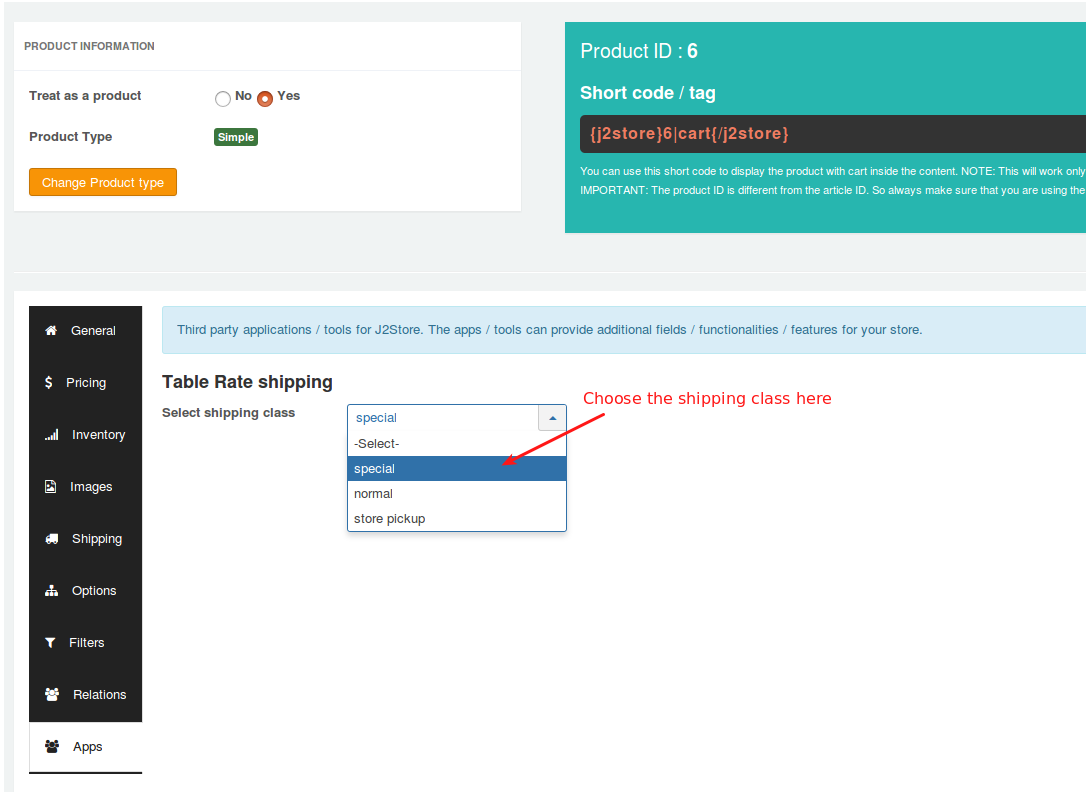 PRODUCT INFORMATION
Treat as a product
No Yes
Product Type
Simple
Change Product type
Product ID : 6
Short code / tag
{j2store}6|cart{/j2store}
You can use this short code to display the product with cart inside the content. NOTE: This will work only
IMPORTANT: The product ID is different from the article ID. So always make sure that you are using the
General
Pricing
Inventory
Images
Shipping
Options
Filters
Relations
Apps
Third party applications / tools for J2Store. The apps / tools can provide additional fields / functionalities / features for your store.
Table Rate shipping
Select shipping class
special
-Select-
special
normal
store pickup
Choose the shipping class here